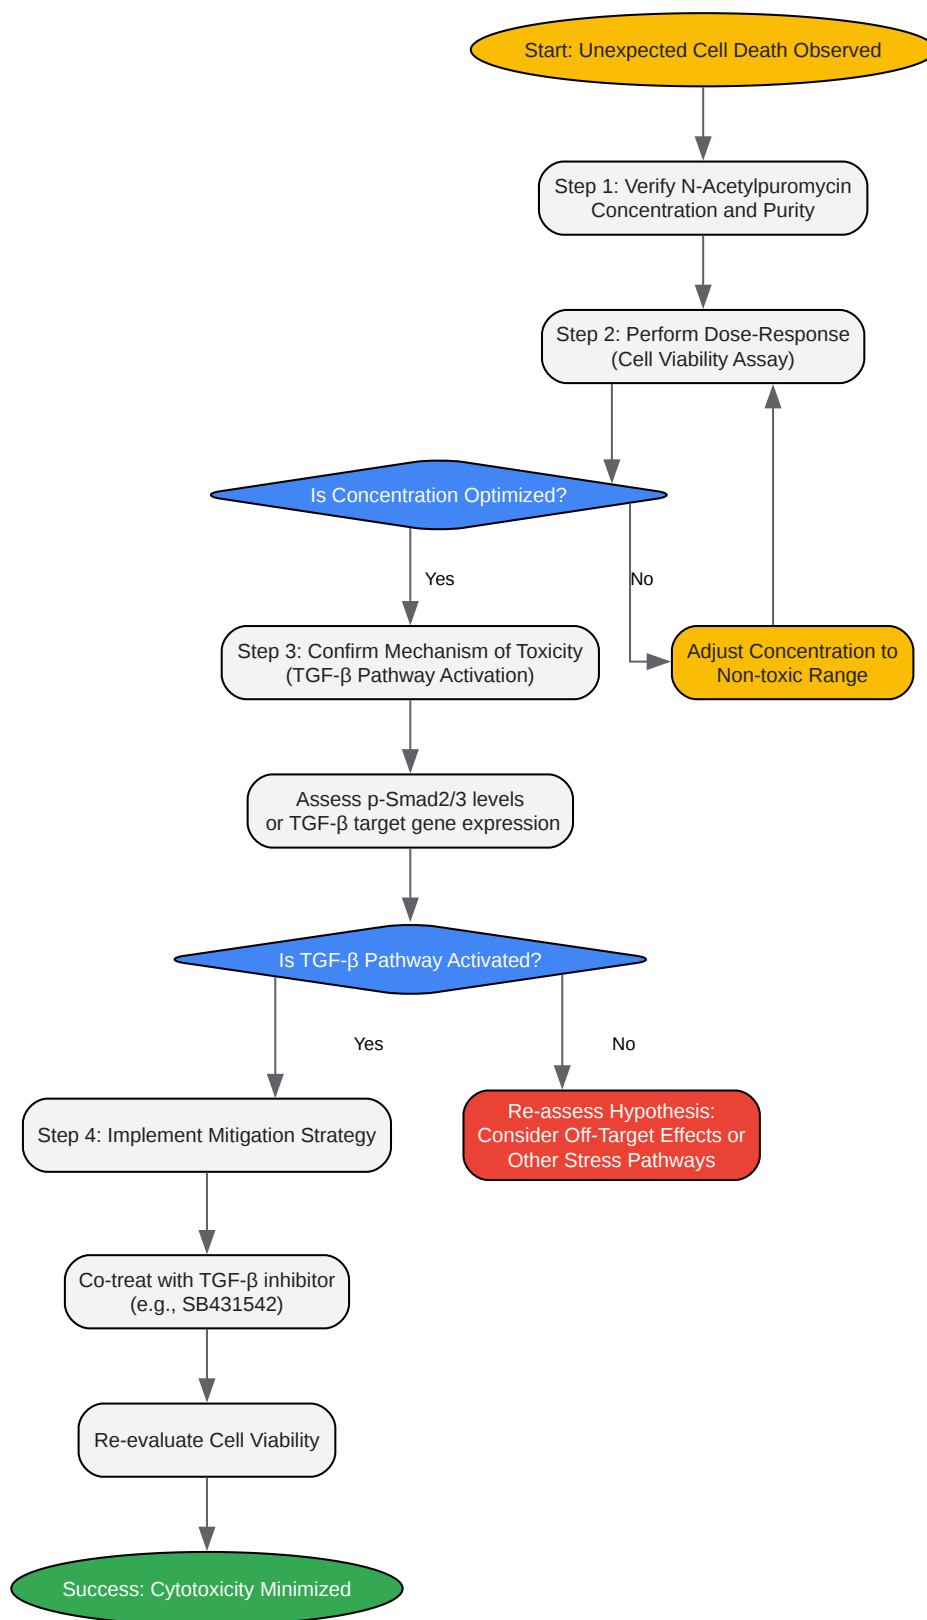 Start: Unexpected Cell Death Observed
Step 1: Verify N-Acetylpuromycin
Concentration and Purity
Step 2: Perform Dose-Response
(Cell Viability Assay)
Is Concentration Optimized?
Yes
No
Step 3: Confirm Mechanism of Toxicity
(TGF-β Pathway Activation)
Adjust Concentration to
Non-toxic Range
Assess p-Smad2/3 levels
or TGF-β target gene expression
Is TGF-β Pathway Activated?
Yes
No
Step 4: Implement Mitigation Strategy
Re-assess Hypothesis:
Consider Off-Target Effects or
Other Stress Pathways
Co-treat with TGF-β inhibitor
(e.g., SB431542)
Re-evaluate Cell Viability
Success: Cytotoxicity Minimized